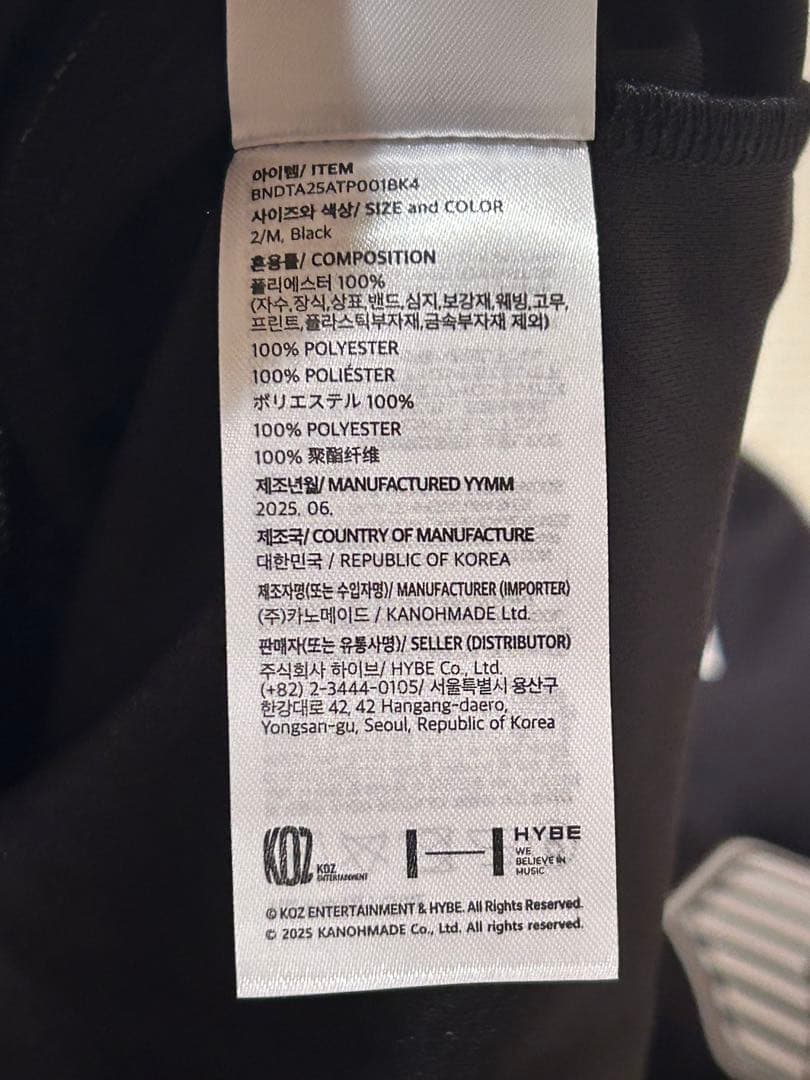 아이템/ ITEM
BNDTA25ATP001BK4
사이즈와 색상/ SIZE and COLOR
2/M, Black
혼용률/ COMPOSITION
폴리에스터 100%
(자수,장식,상표,밴드,심지,보강재,웨빙,고무,
프린트,플라스틱부자재,금속부자재 제외)
100% POLYESTER
100% POLIÉSTER
ポリエステル 100%
100% POLYESTER
100% 聚酯纤维
제조년월/ MANUFACTURED YYMM
2025. 06.
제조국/ COUNTRY OF MANUFACTURE
대한민국 / REPUBLIC OF KOREA
제조자명(또는 수입자명)/ MANUFACTURER (IMPORTER)
(주)카노메이드 / KANOHMADE Ltd.
판매자(또는 유통사명)/ SELLER (DISTRIBUTOR)
주식회사 하이브/ HYBE Co., Ltd.
(+82) 2-3444-0105/ 서울특별시 용산구
한강대로 42, 42 Hangang-daero,
Yongsan-gu, Seoul, Republic of Korea
KOZ
KOZ
ENTERTAINMENT
HYBE
WE
BELIEVE IN
MUSIC
© KOZ ENTERTAINMENT & HYBE. All Rights Reserved.
© 2025 KANOHMADE Co., Ltd. All rights reserved.